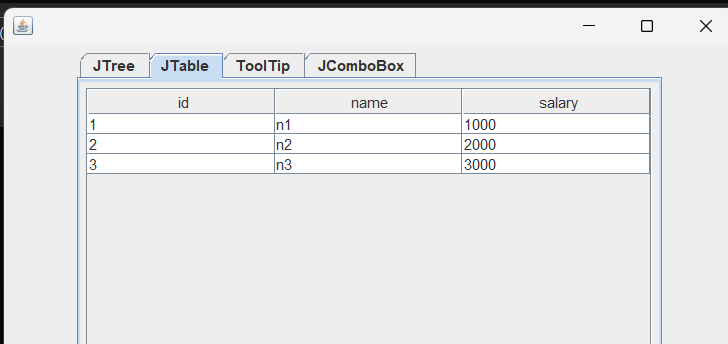 JTree JTable ToolTip JComboBox
id name salary
1 n1 1000
2 n2 2000
3 n3 3000